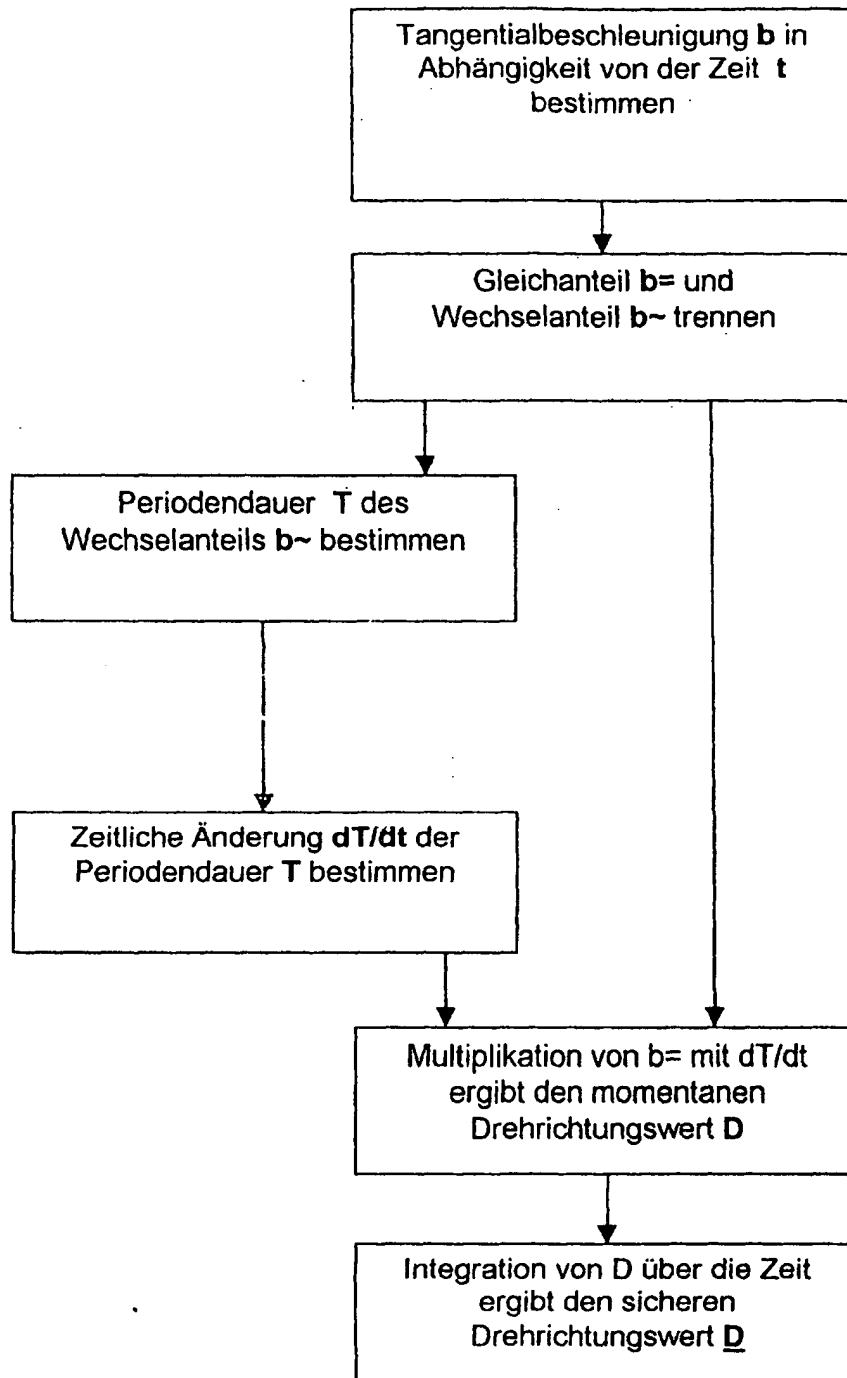 Tangentialbeschleunigung b in
Abhängigkeit von der Zeit t
bestimmen
Gleichanteil b= und
Wechselanteil b~ trennen
Periodendauer T des
Wechselanteils b~ bestimmen
Zeitliche Änderung dT/dt der
Periodendauer T bestimmen
Multiplikation von b= mit dT/dt
ergibt den momentanen
Drehrichtungswert D
Integration von D über die Zeit
ergibt den sicheren
Drehrichtungswert D